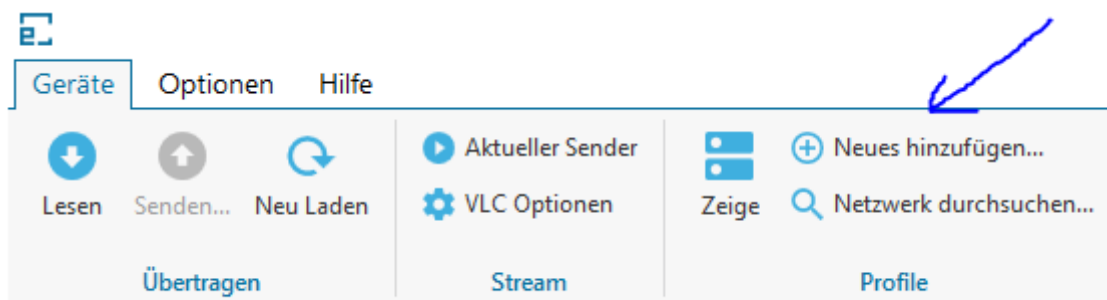 Geräte Optionen Hilfe
Lesen Senden... Neu Laden
Übertragen
Aktueller Sender
VLC Optionen
Stream
Zeige
Neues hinzufügen...
Netzwerk durchsuchen...
Profile